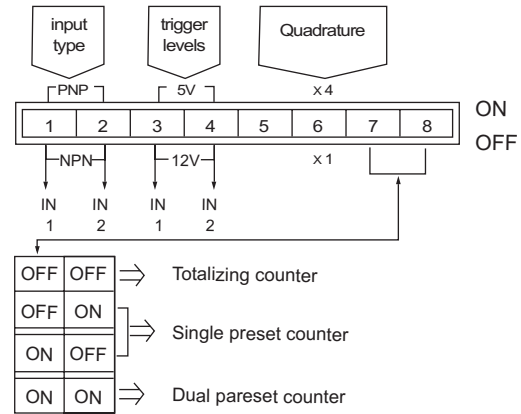 input trigger Quadrature
type levels
PNP 5V x 4
1 2 3 4 5 6 7 8 ON
OFF
NPN 12V x 1
IN IN IN IN
1 2 1 2
OFF OFF Totalizing counter
OFF ON
Single preset counter
ON OFF
ON ON Dual pareset counter